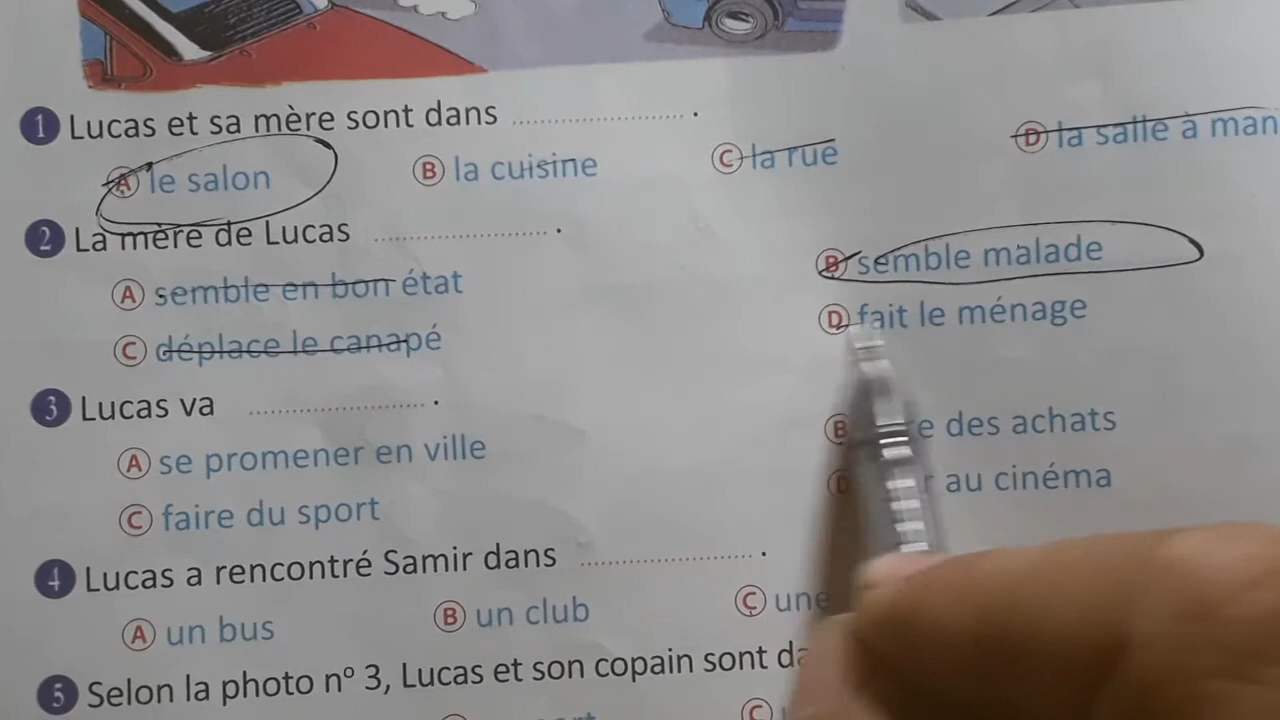 1 Lucas et sa mère sont dans ........................ .
A le salon B la cuisine C la rue D la salle à man
2 La mère de Lucas ........................ .
A semble en bon état B semble malade
C déplace le canapé D fait le ménage
3 Lucas va ........................ .
A se promener en ville B e des achats
C faire du sport D r au cinéma
4 Lucas a rencontré Samir dans ........................ .
A un bus B un club C une
5 Selon la photo nº 3, Lucas et son copain sont da
C